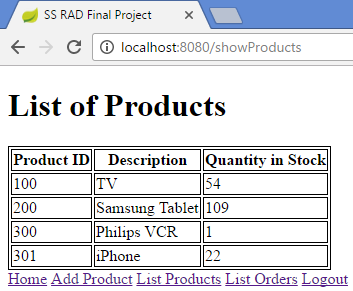 SS RAD Final Project
localhost:8080/showProducts
List of Products
Product ID Description Quantity in Stock
100 TV 54
200 Samsung Tablet 109
300 Philips VCR 1
301 iPhone 22
Home Add Product List Products List Orders Logout